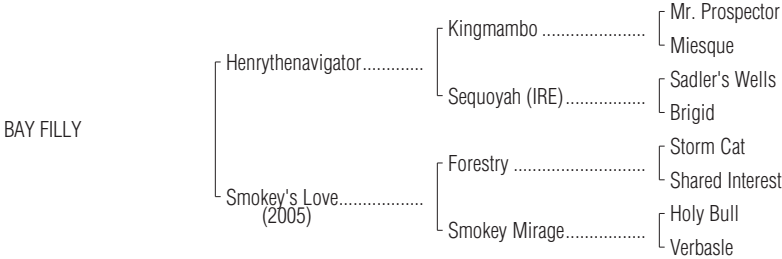 Mr. Prospector
Kingmambo ......................
Miesque
Henrythenavigator.............
Sadler's Wells
Sequoyah (IRE).................
Brigid
BAY FILLY
Storm Cat
Forestry ............................
Shared Interest
Smokey's Love..................
(2005)
Holy Bull
Smokey Mirage.................
Verbasle